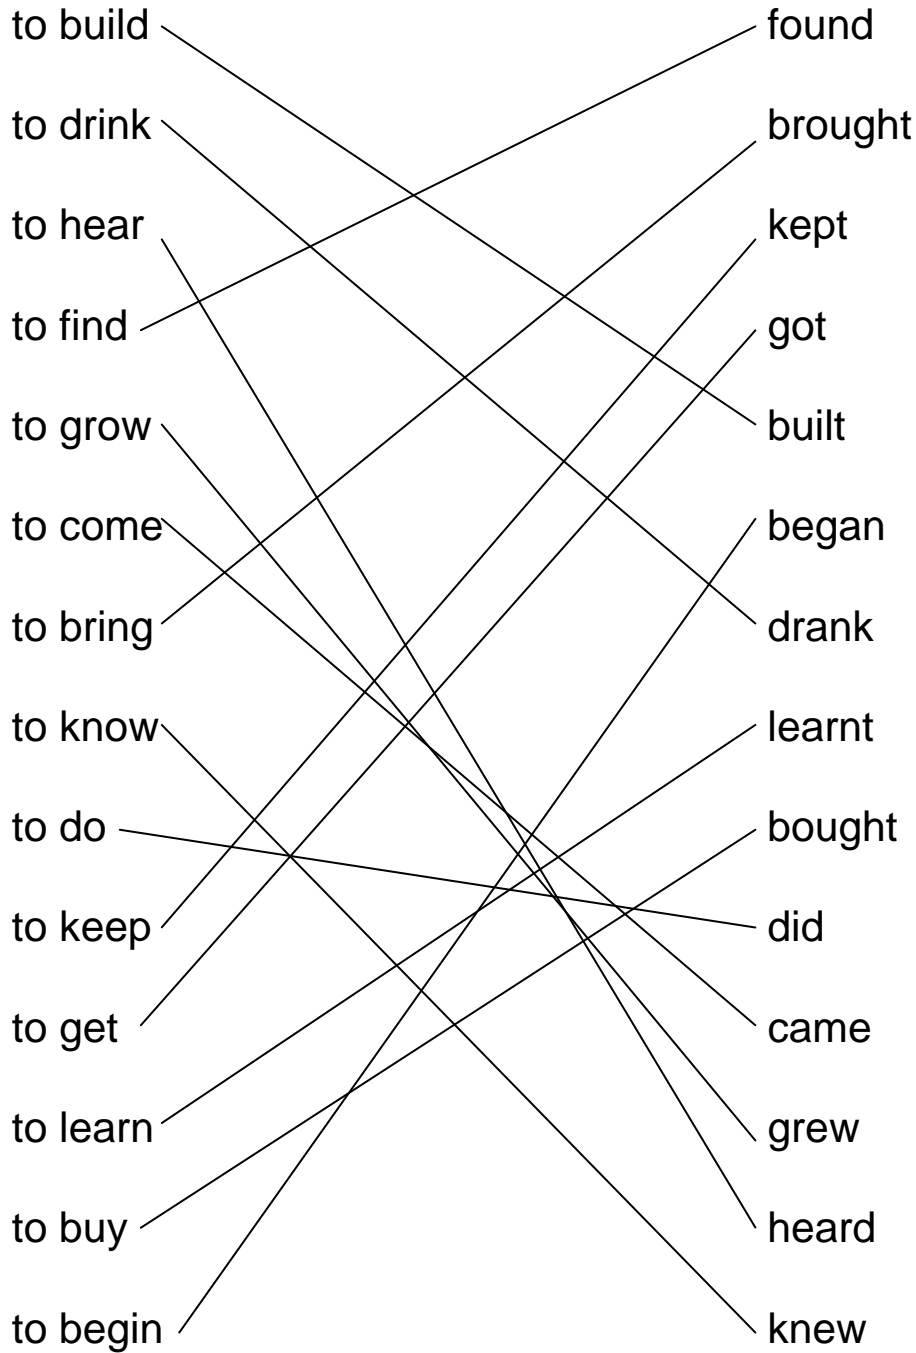 to build found
to drink brought
to hear kept
to find got
to grow built
to come began
to bring drank
to know learnt
to do bought
to keep did
to get came
to learn grew
to buy heard
to begin knew